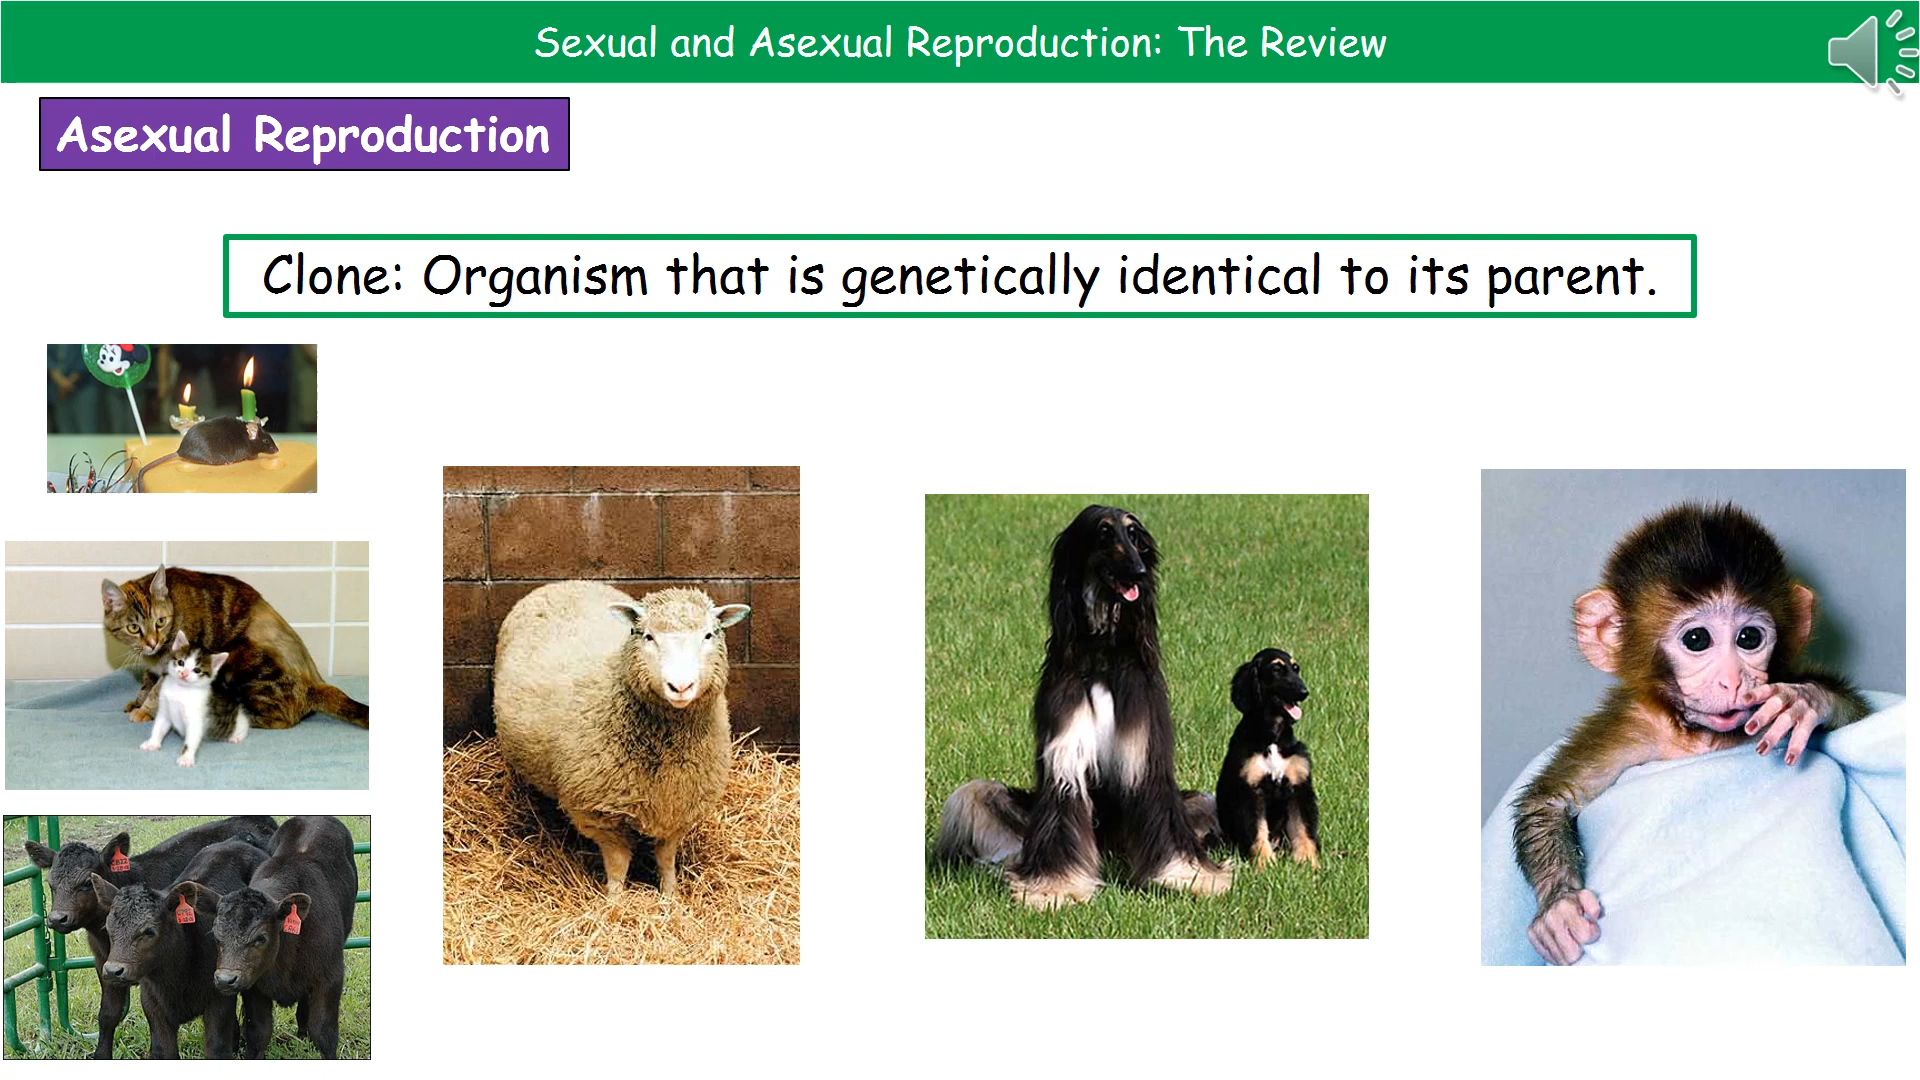 Sexual and Asexual Reproduction: The Review
Asexual Reproduction
Clone: Organism that is genetically identical to its parent.